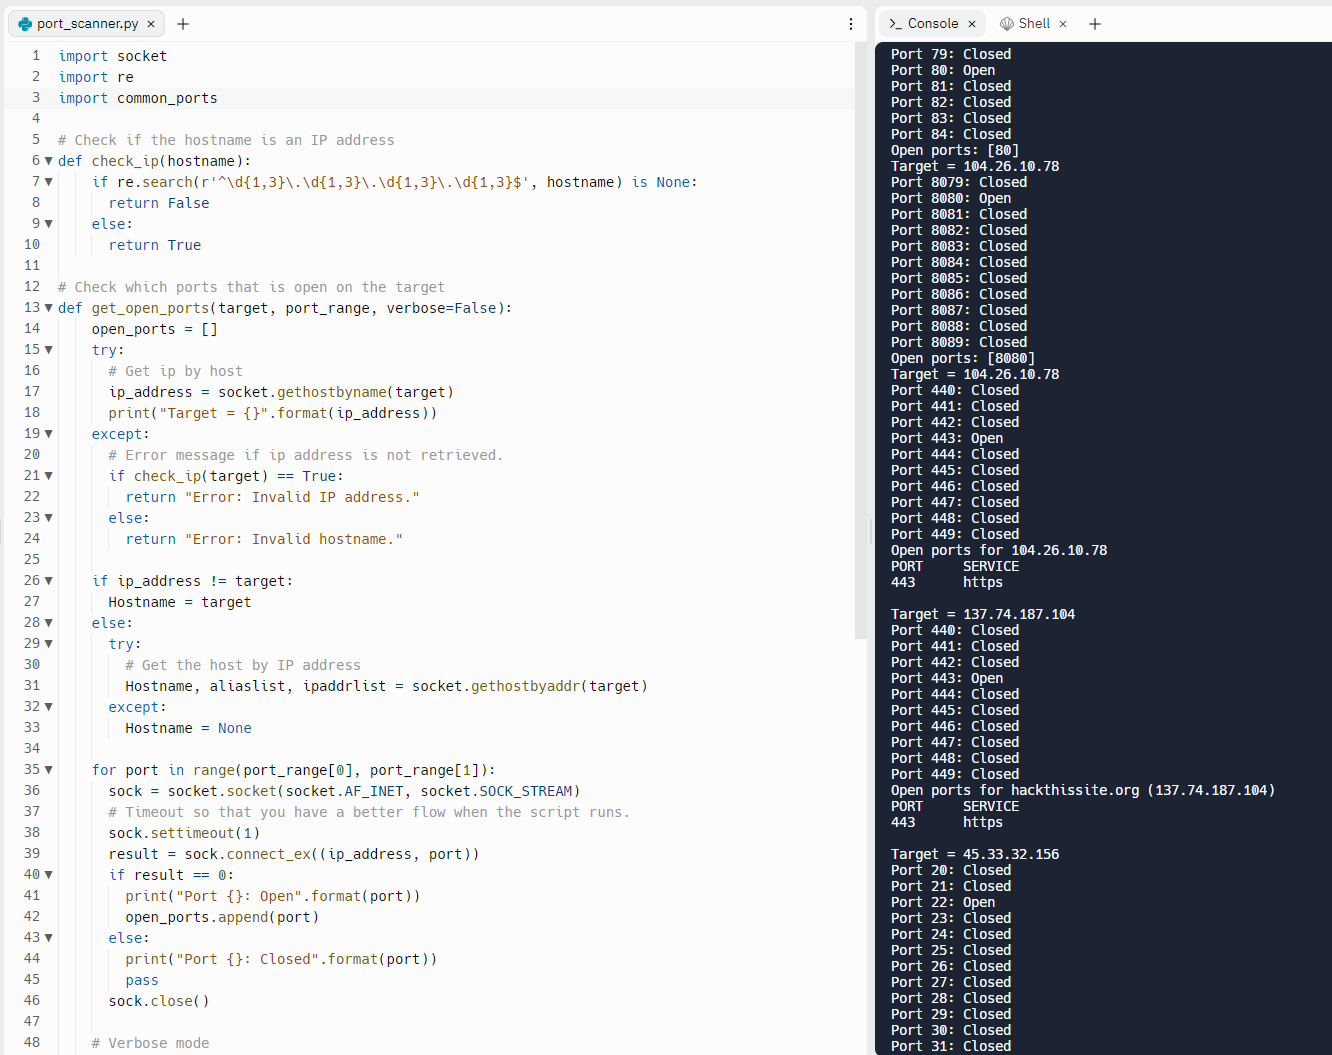 port_scanner.py × +
1 import socket
2 import re
3 import common_ports
4
5 # Check if the hostname is an IP address
6 def check_ip(hostname):
7 if re.search(r'^\d{1,3}\.\d{1,3}\.\d{1,3}\.\d{1,3}$', hostname) is None:
8 return False
9 else:
10 return True
11
12 # Check which ports that is open on the target
13 def get_open_ports(target, port_range, verbose=False):
14 open_ports = []
15 try:
16 # Get ip by host
17 ip_address = socket.gethostbyname(target)
18 print("Target = {}".format(ip_address))
19 except:
20 # Error message if ip address is not retrieved.
21 if check_ip(target) == True:
22 return "Error: Invalid IP address."
23 else:
24 return "Error: Invalid hostname."
25
26 if ip_address != target:
27 Hostname = target
28 else:
29 try:
30 # Get the host by IP address
31 Hostname, aliaslist, ipaddrlist = socket.gethostbyaddr(target)
32 except:
33 Hostname = None
34
35 for port in range(port_range[0], port_range[1]):
36 sock = socket.socket(socket.AF_INET, socket.SOCK_STREAM)
37 # Timeout so that you have a better flow when the script runs.
38 sock.settimeout(1)
39 result = sock.connect_ex((ip_address, port))
40 if result == 0:
41 print("Port {}: Open".format(port))
42 open_ports.append(port)
43 else:
44 print("Port {}: Closed".format(port))
45 pass
46 sock.close()
47
48 # Verbose mode
>_ Console × Shell × +
Port 79: Closed
Port 80: Open
Port 81: Closed
Port 82: Closed
Port 83: Closed
Port 84: Closed
Open ports: [80]
Target = 104.26.10.78
Port 8079: Closed
Port 8080: Open
Port 8081: Closed
Port 8082: Closed
Port 8083: Closed
Port 8084: Closed
Port 8085: Closed
Port 8086: Closed
Port 8087: Closed
Port 8088: Closed
Port 8089: Closed
Open ports: [8080]
Target = 104.26.10.78
Port 440: Closed
Port 441: Closed
Port 442: Closed
Port 443: Open
Port 444: Closed
Port 445: Closed
Port 446: Closed
Port 447: Closed
Port 448: Closed
Port 449: Closed
Open ports for 104.26.10.78
PORT SERVICE
443 https
Target = 137.74.187.104
Port 440: Closed
Port 441: Closed
Port 442: Closed
Port 443: Open
Port 444: Closed
Port 445: Closed
Port 446: Closed
Port 447: Closed
Port 448: Closed
Port 449: Closed
Open ports for hackthissite.org (137.74.187.104)
PORT SERVICE
443 https
Target = 45.33.32.156
Port 20: Closed
Port 21: Closed
Port 22: Open
Port 23: Closed
Port 24: Closed
Port 25: Closed
Port 26: Closed
Port 27: Closed
Port 28: Closed
Port 29: Closed
Port 30: Closed
Port 31: Closed